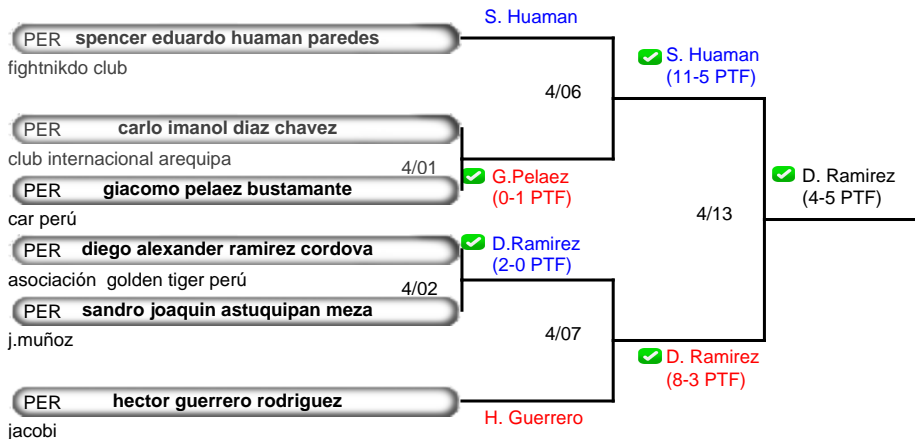 S. Huaman
PER spencer eduardo huaman paredes
fightnikdo club
S. Huaman
(11-5 PTF)
4/06
PER carlo imanol diaz chavez
club internacional arequipa
4/01
G.Pelaez
(0-1 PTF)
PER giacomo pelaez bustamante
car perú
D. Ramirez
(4-5 PTF)
4/13
PER diego alexander ramirez cordova
asociación golden tiger perú
D.Ramirez
(2-0 PTF)
4/02
PER sandro joaquin astuquipan meza
j.muñoz
4/07
D. Ramirez
(8-3 PTF)
PER hector guerrero rodriguez
jacobi
H. Guerrero